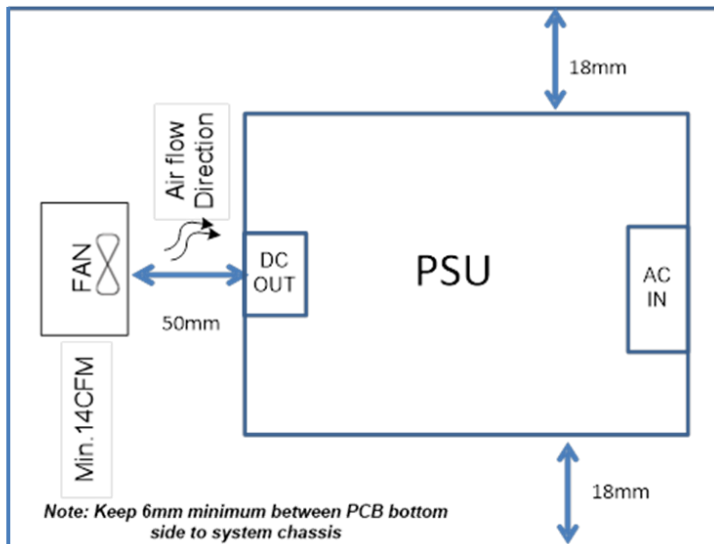 18mm
Air flow
Direction
FAN
DC
OUT
PSU
AC
IN
50mm
Min.14CFM
18mm
Note: Keep 6mm minimum between PCB bottom
side to system chassis